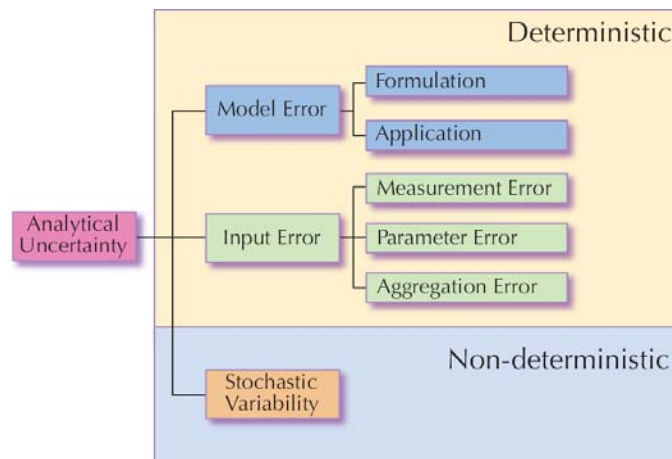 Deterministic
Formulation
Model Error
Application
Measurement Error
Analytical
Uncertainty
Input Error
Parameter Error
Aggregation Error
Non-deterministic
Stochastic
Variability